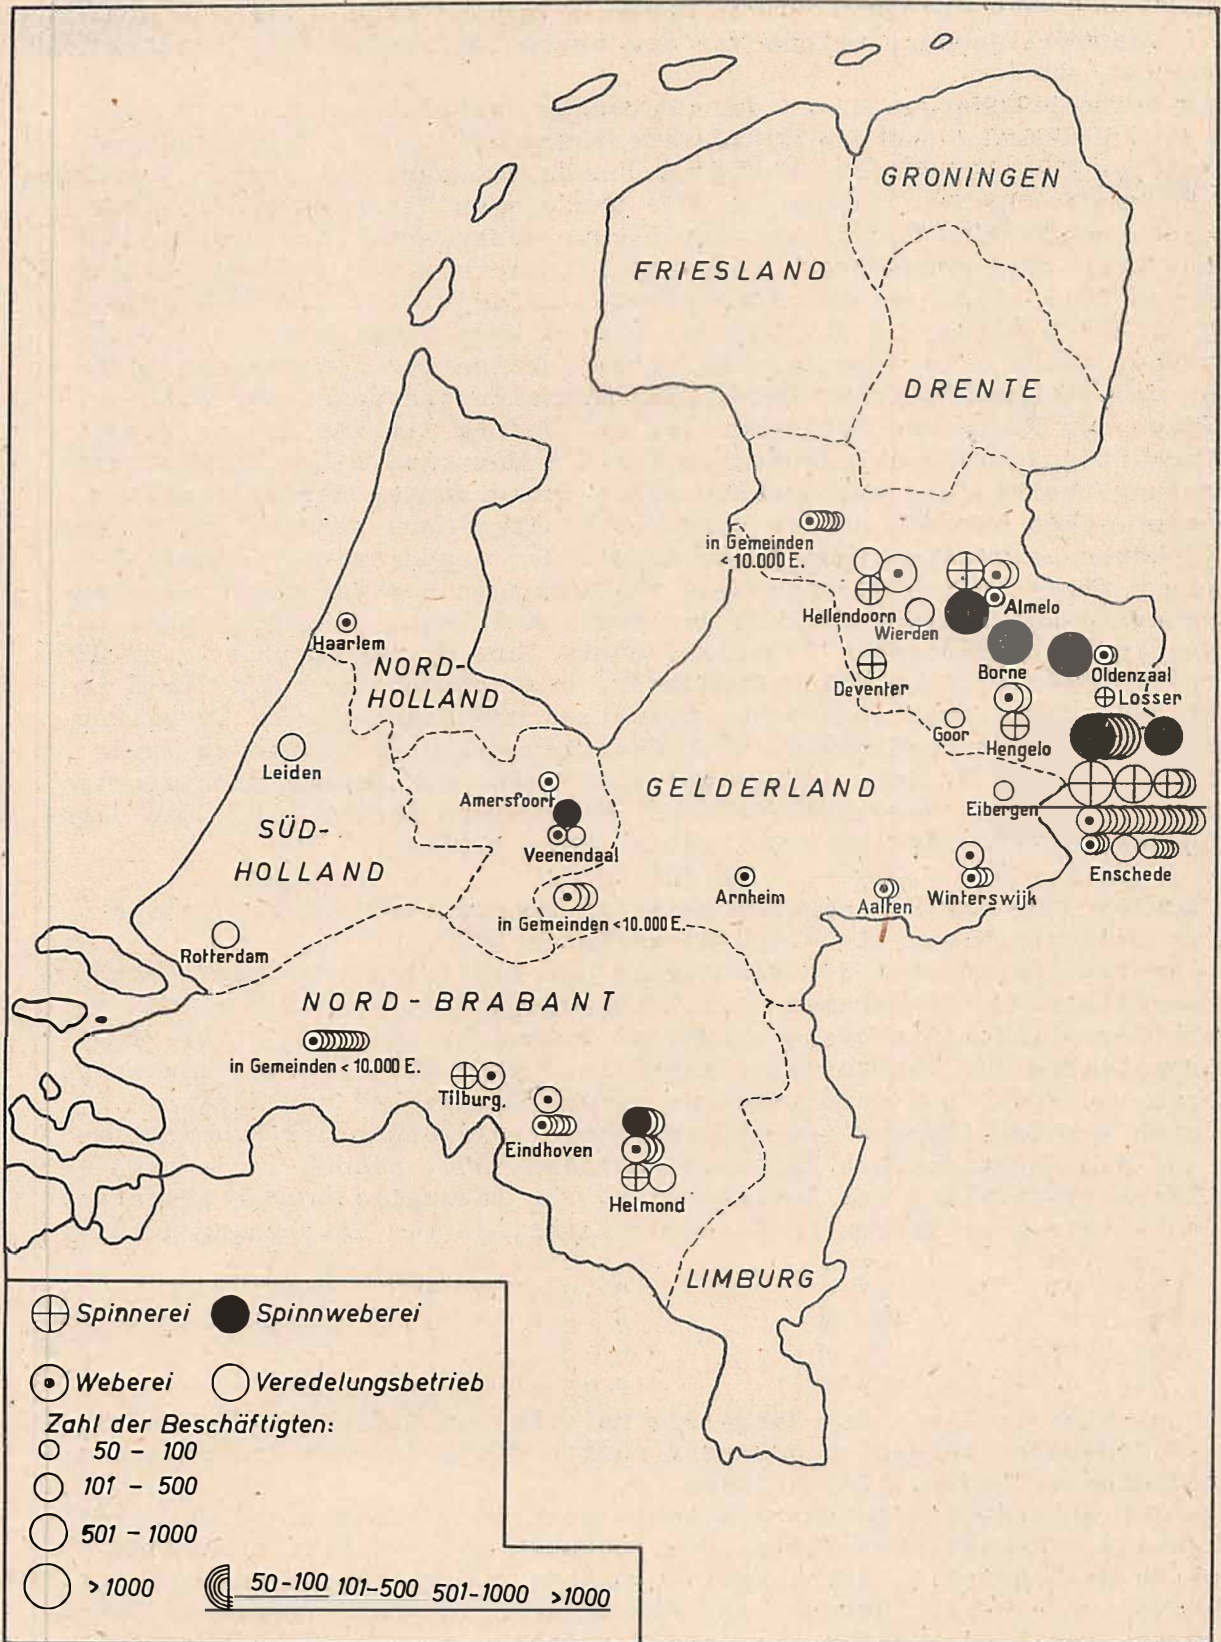 GRONINGEN
FRIESLAND
DRENTE
in Gemeinden
< 10.000 E.
Hellendoorn
Wierden
Almelo
Haarlem
NORD-
HOLLAND
Deventer
Borne
Oldenzaal
Losser
Goor
Hengelo
Leiden
Amersfoort
GELDERLAND
Eibergen
SÜD-
HOLLAND
Veenendaal
Enschede
Arnheim
Aalten
Winterswijk
in Gemeinden <10.000 E.
Rotterdam
NORD-BRABANT
in Gemeinden < 10.000 E.
Tilburg.
Eindhoven
Helmond
LIMBURG
Spinnerei
Spinnweberei
Weberei
Veredelungsbetrieb
Zahl der Beschäftigten:
50 - 100
101 - 500
501 - 1000
> 1000
50-100 101-500 501-1000 >1000